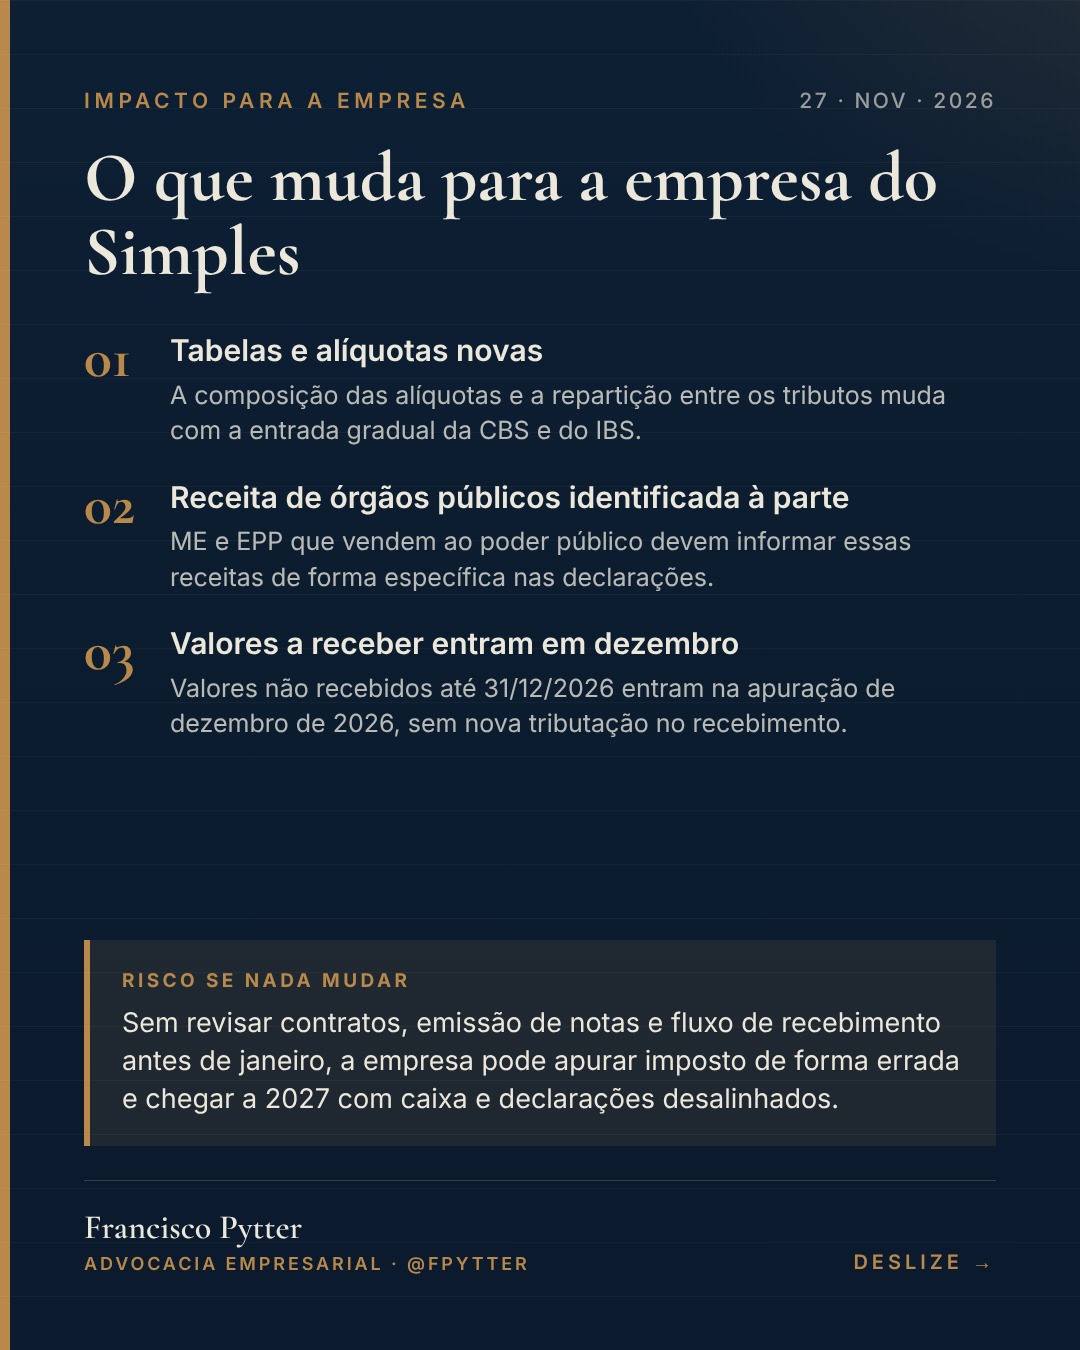 IMPACTO PARA A EMPRESA
27 · NOV · 2026
O que muda para a empresa do
Simples
01
Tabelas e alíquotas novas
A composição das alíquotas e a repartição entre os tributos muda
com a entrada gradual da CBS e do IBS.
02
Receita de órgãos públicos identificada à parte
ME e EPP que vendem ao poder público devem informar essas
receitas de forma específica nas declarações.
03
Valores a receber entram em dezembro
Valores não recebidos até 31/12/2026 entram na apuração de
dezembro de 2026, sem nova tributação no recebimento.
RISCO SE NADA MUDAR
Sem revisar contratos, emissão de notas e fluxo de recebimento
antes de janeiro, a empresa pode apurar imposto de forma errada
e chegar a 2027 com caixa e declarações desalinhados.
Francisco Pytter
ADVOCACIA EMPRESARIAL · @FPYTTER
DESLIZE →